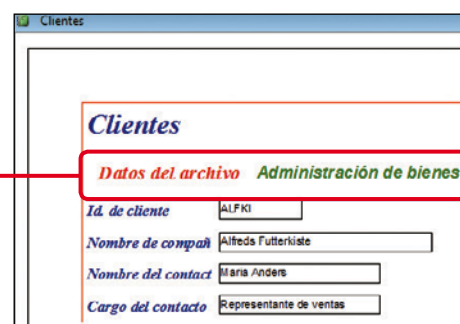 Clientes
Clientes
Datos del archivo Administración de bienes
Id. de cliente ALFKI
Nombre de compañ Alfreds Futterkiste
Nombre del contact Maria Anders
Cargo del contacto Representante de ventas